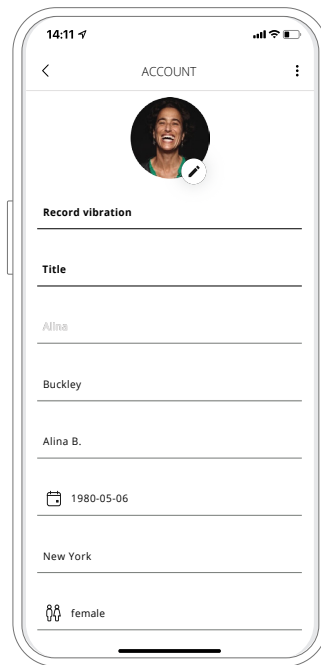 14:11
ACCOUNT
Record vibration
Title
Alina
Buckley
Alina B.
1980-05-06
New York
female